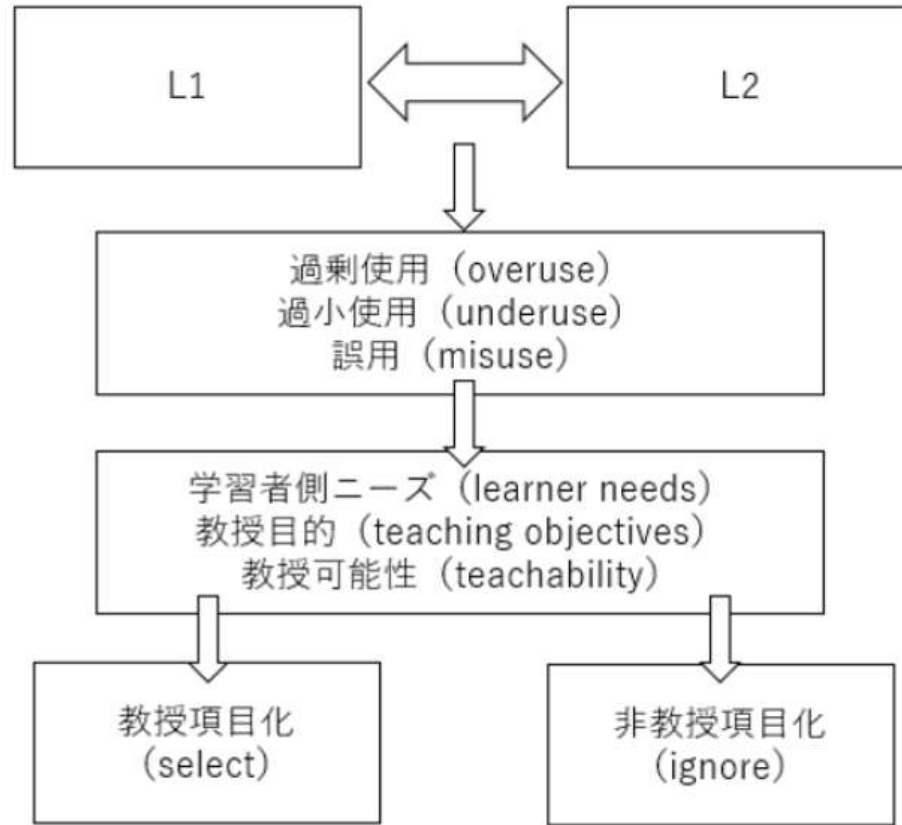 L1
L2
過剰使用（overuse）
過小使用（underuse）
誤用（misuse）
学習者側ニーズ（learner needs）
教授目的（teaching objectives）
教授可能性（teachability）
教授項目化
（select）
非教授項目化
（ignore）